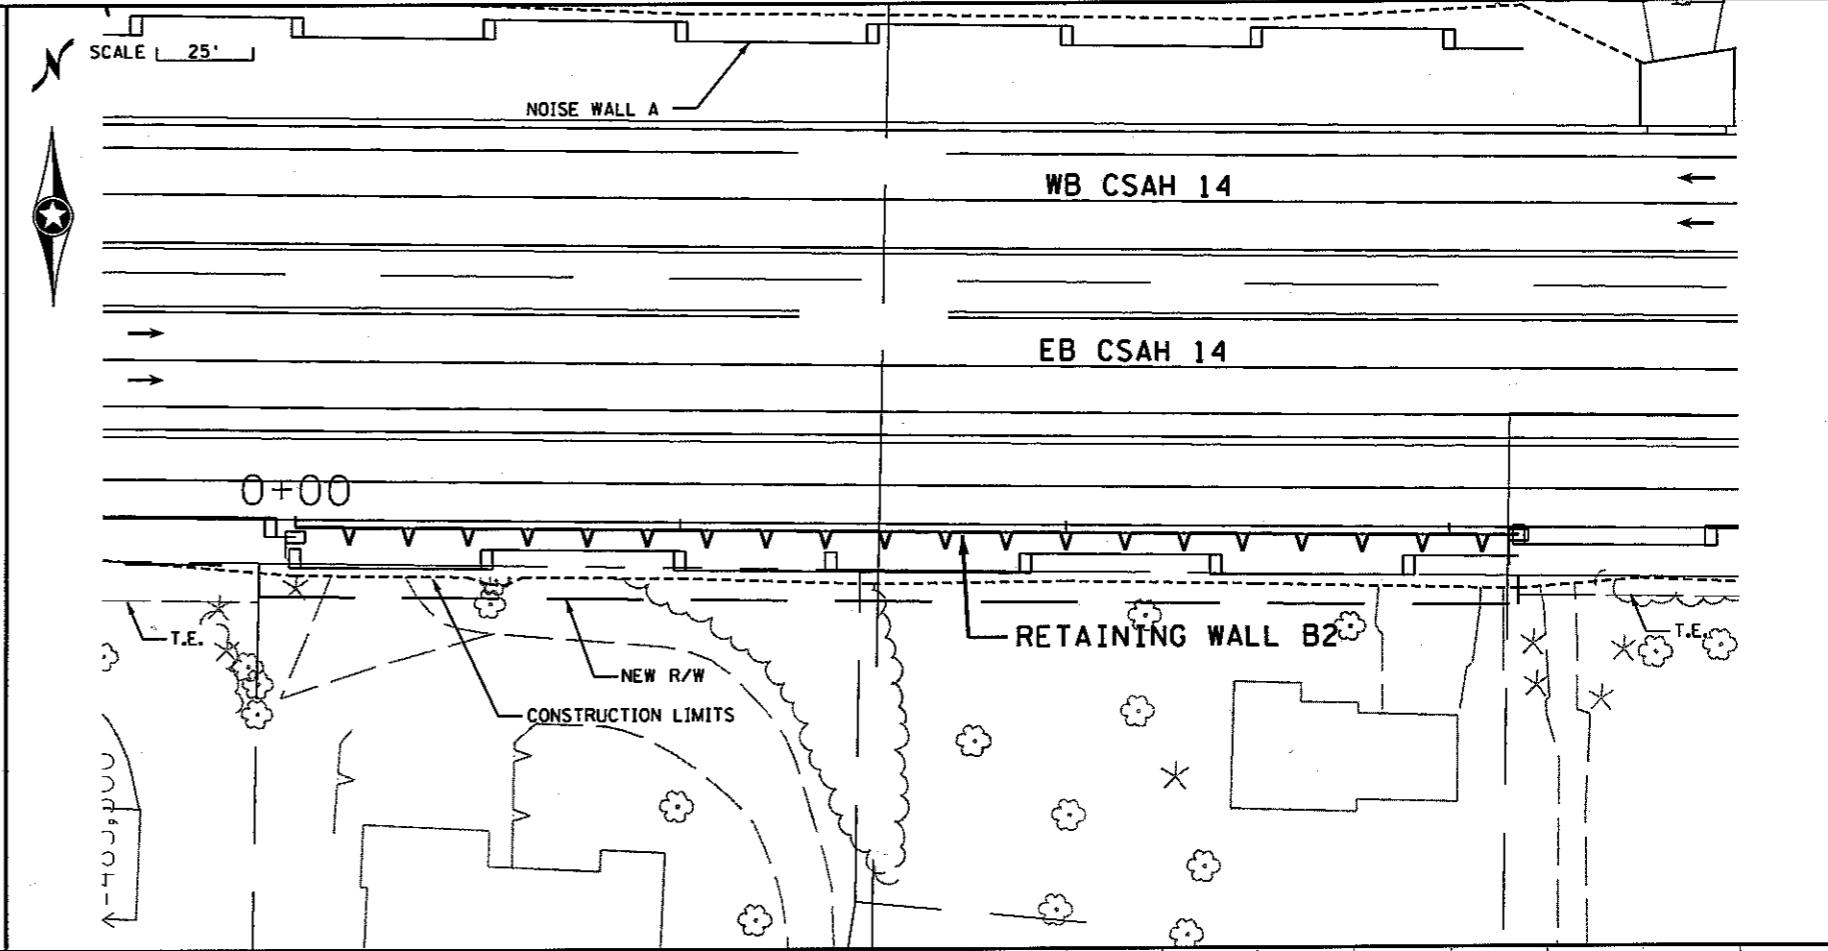 N
SCALE 25'
NOISE WALL A
WB CSAH 14
EB CSAH 14
0+00
RETAINING WALL B2
T.E.
T.E.
NEW R/W
CONSTRUCTION LIMITS